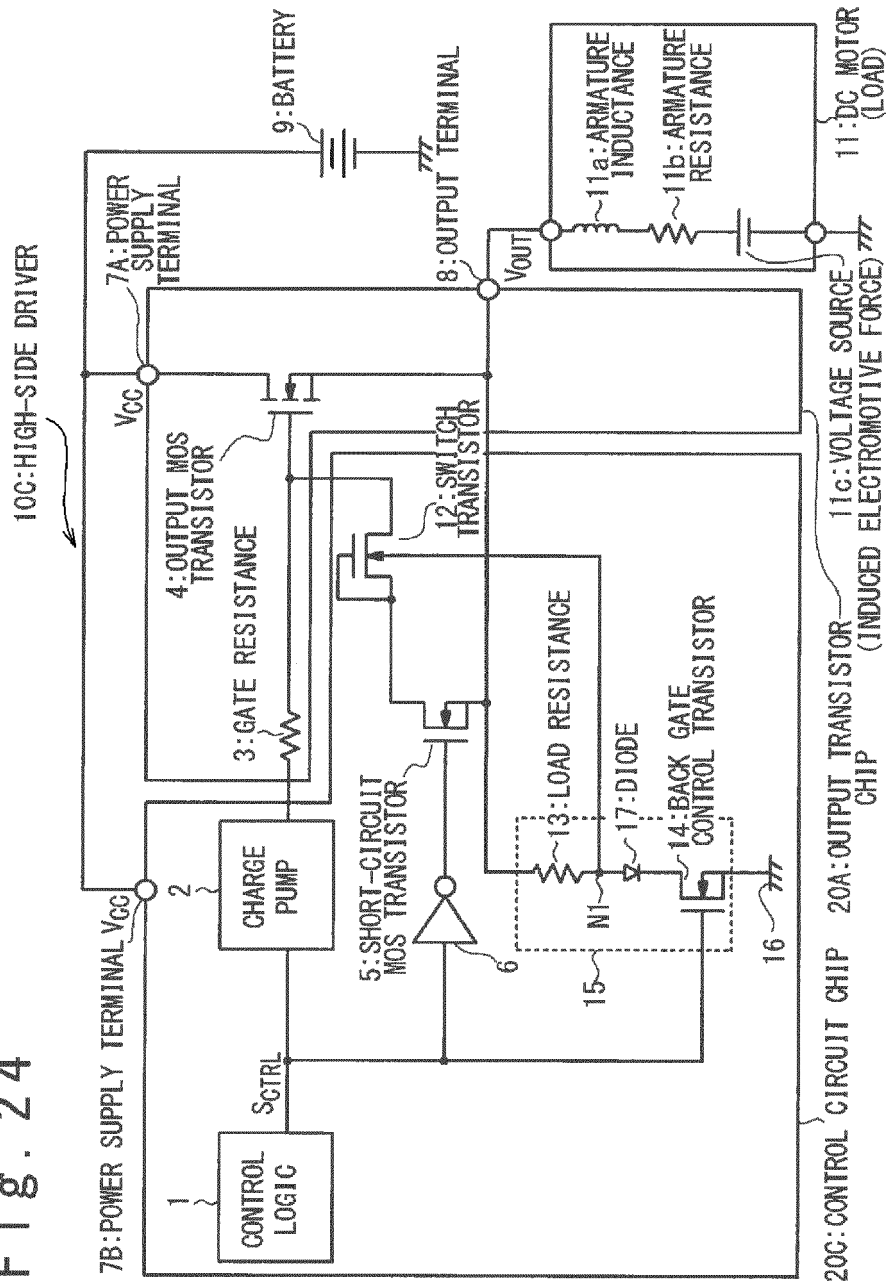 Fig. 24
10C:HIGH-SIDE DRIVER
7B:POWER SUPPLY TERMINAL
VCC
VCC
7A:POWER
SUPPLY
TERMINAL
9:BATTERY
1
CONTROL
LOGIC
SCTRL
2
CHARGE
PUMP
3:GATE RESISTANCE
4:OUTPUT MOS
TRANSISTOR
8:OUTPUT TERMINAL
VOUT
5:SHORT-CIRCUIT
MOS TRANSISTOR
12:SWITCH
TRANSISTOR
6
11a:ARMATURE
INDUCTANCE
11b:ARMATURE
RESISTANCE
13:LOAD RESISTANCE
N1
17:DIODE
14:BACK GATE
CONTROL TRANSISTOR
15
16
11:DC MOTOR
(LOAD)
11c:VOLTAGE SOURCE
(INDUCED ELECTROMOTIVE FORCE)
20C:CONTROL CIRCUIT CHIP
20A:OUTPUT TRANSISTOR
CHIP